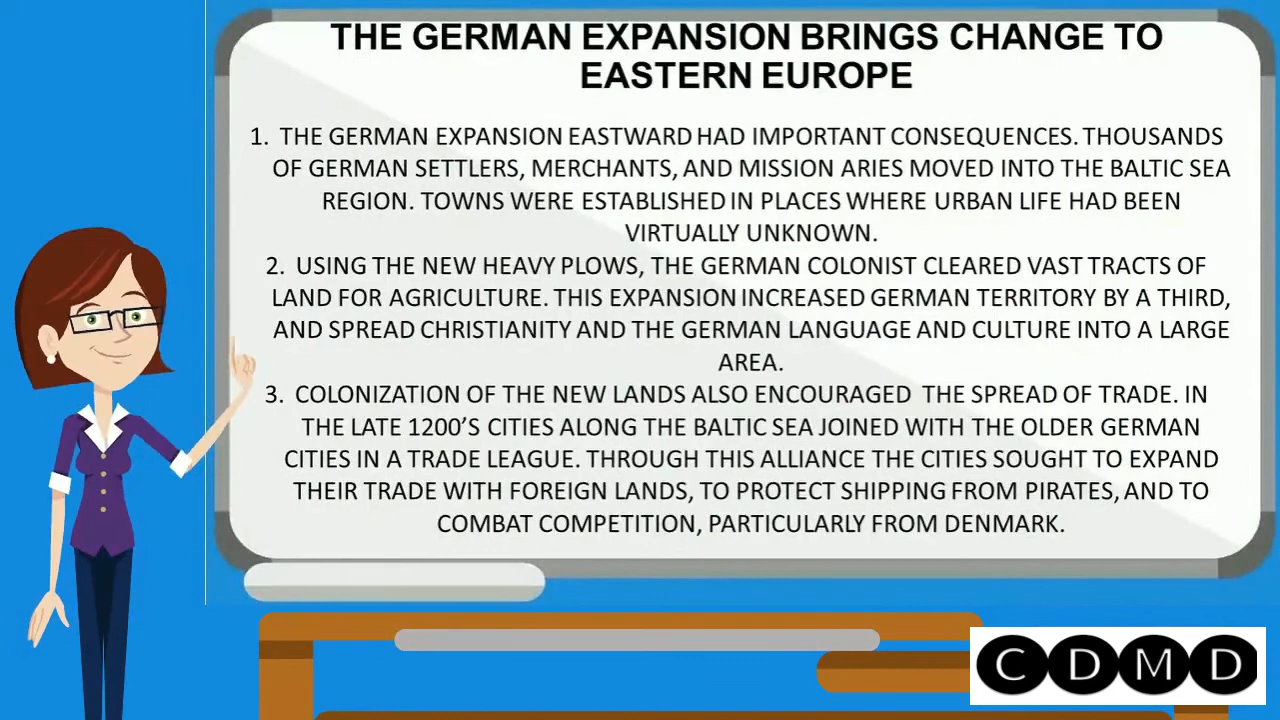 THE GERMAN EXPANSION BRINGS CHANGE TO
EASTERN EUROPE
1. THE GERMAN EXPANSION EASTWARD HAD IMPORTANT CONSEQUENCES. THOUSANDS
OF GERMAN SETTLERS, MERCHANTS, AND MISSION ARIES MOVED INTO THE BALTIC SEA
REGION. TOWNS WERE ESTABLISHED IN PLACES WHERE URBAN LIFE HAD BEEN
VIRTUALLY UNKNOWN.
2. USING THE NEW HEAVY PLOWS, THE GERMAN COLONIST CLEARED VAST TRACTS OF
LAND FOR AGRICULTURE. THIS EXPANSION INCREASED GERMAN TERRITORY BY A THIRD,
AND SPREAD CHRISTIANITY AND THE GERMAN LANGUAGE AND CULTURE INTO A LARGE
AREA.
3. COLONIZATION OF THE NEW LANDS ALSO ENCOURAGED THE SPREAD OF TRADE. IN
THE LATE 1200’S CITIES ALONG THE BALTIC SEA JOINED WITH THE OLDER GERMAN
CITIES IN A TRADE LEAGUE. THROUGH THIS ALLIANCE THE CITIES SOUGHT TO EXPAND
THEIR TRADE WITH FOREIGN LANDS, TO PROTECT SHIPPING FROM PIRATES, AND TO
COMBAT COMPETITION, PARTICULARLY FROM DENMARK.
CDMD